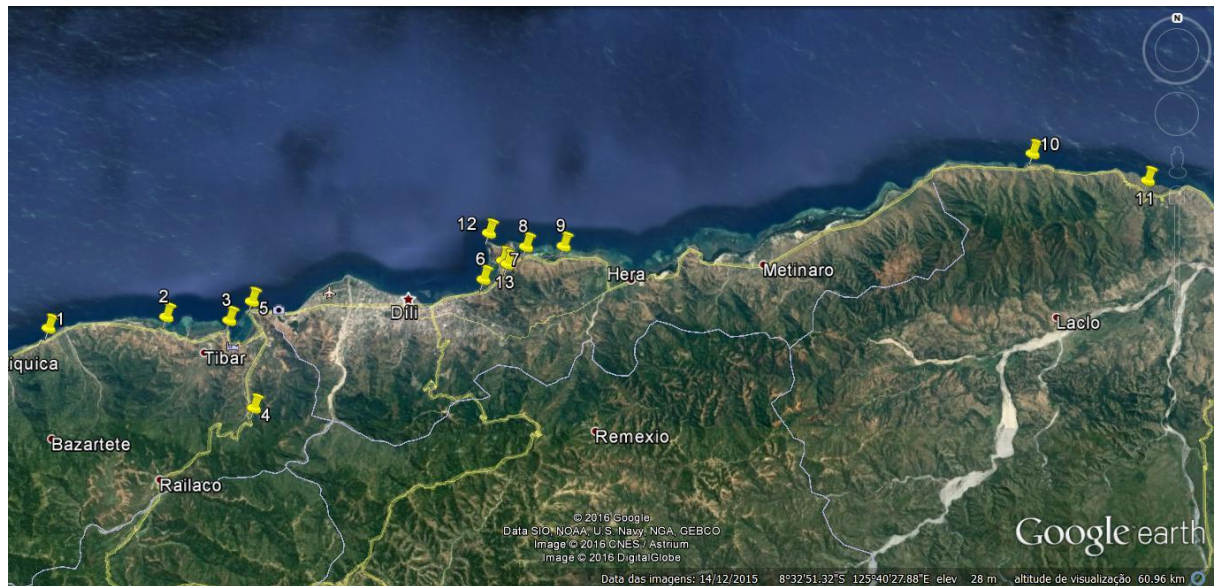 N
10
11
12
8
9
6
7
13
Hera
Metinaro
2
3
5
1
Díli
Laclo
iquica
Tibar
4
Bazartete
Remexio
Railaco
© 2016 Google
Data SIO, NOAA, U.S. Navy, NGA, GEBCO
Image © 2016 CNES / Astrium
Image © 2016 DigitalGlobe
Google earth
Data das imagens: 14/12/2015 8°32'51.32"S 125°40'27.88"E elev 28 m altitude de visualização 60.96 km